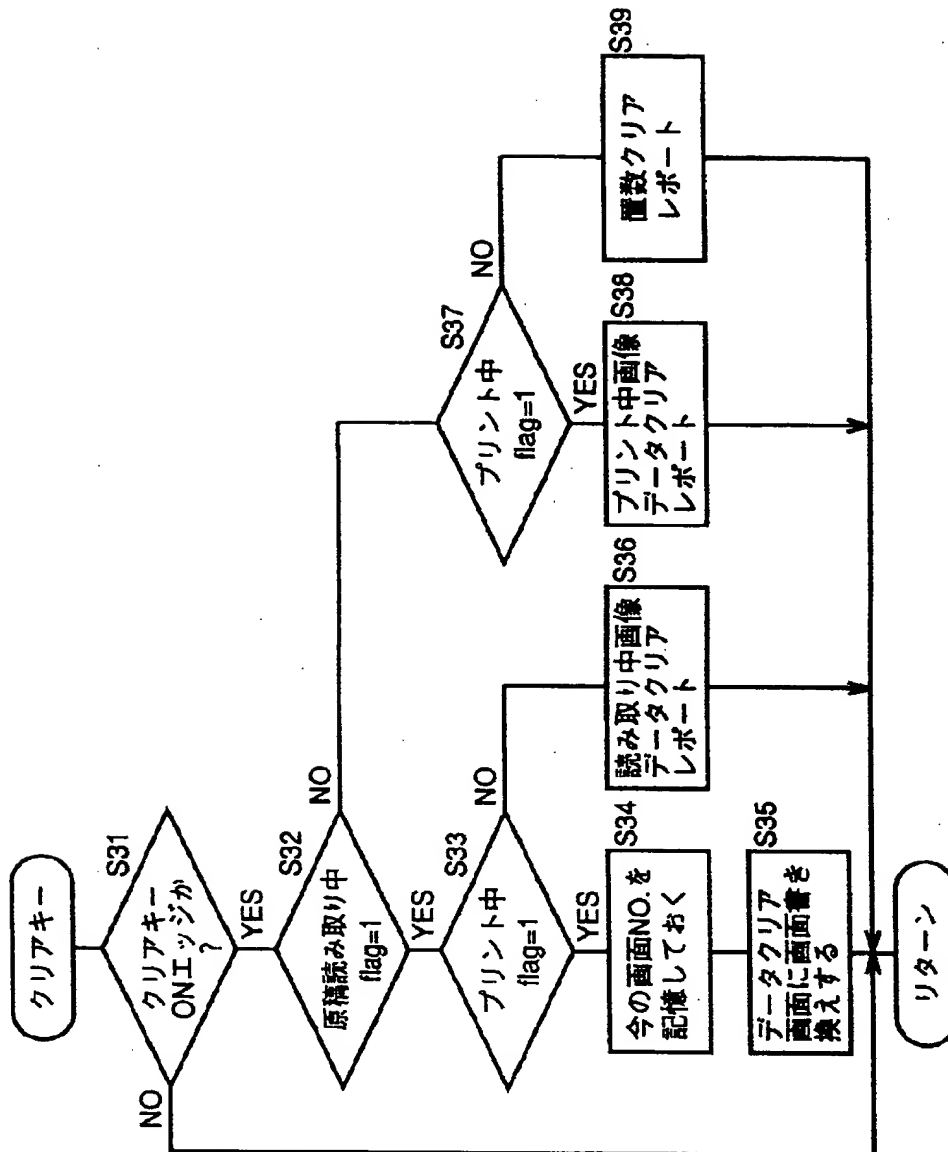 クリアキー
S31
クリアキー
ONエッジか
?
NO
YES
S32
原稿読み取り中
flag=1
NO
YES
S33
プリント中
flag=1
NO
YES
S34
今の画面NO.を
記憶しておく
S35
データクリア
画面に画面書き
換えする
S36
読み取り中画像
データクリア
レポート
S37
プリント中
flag=1
NO
YES
S38
プリント中画像
データクリア
レポート
S39
置数クリア
レポート
リターン